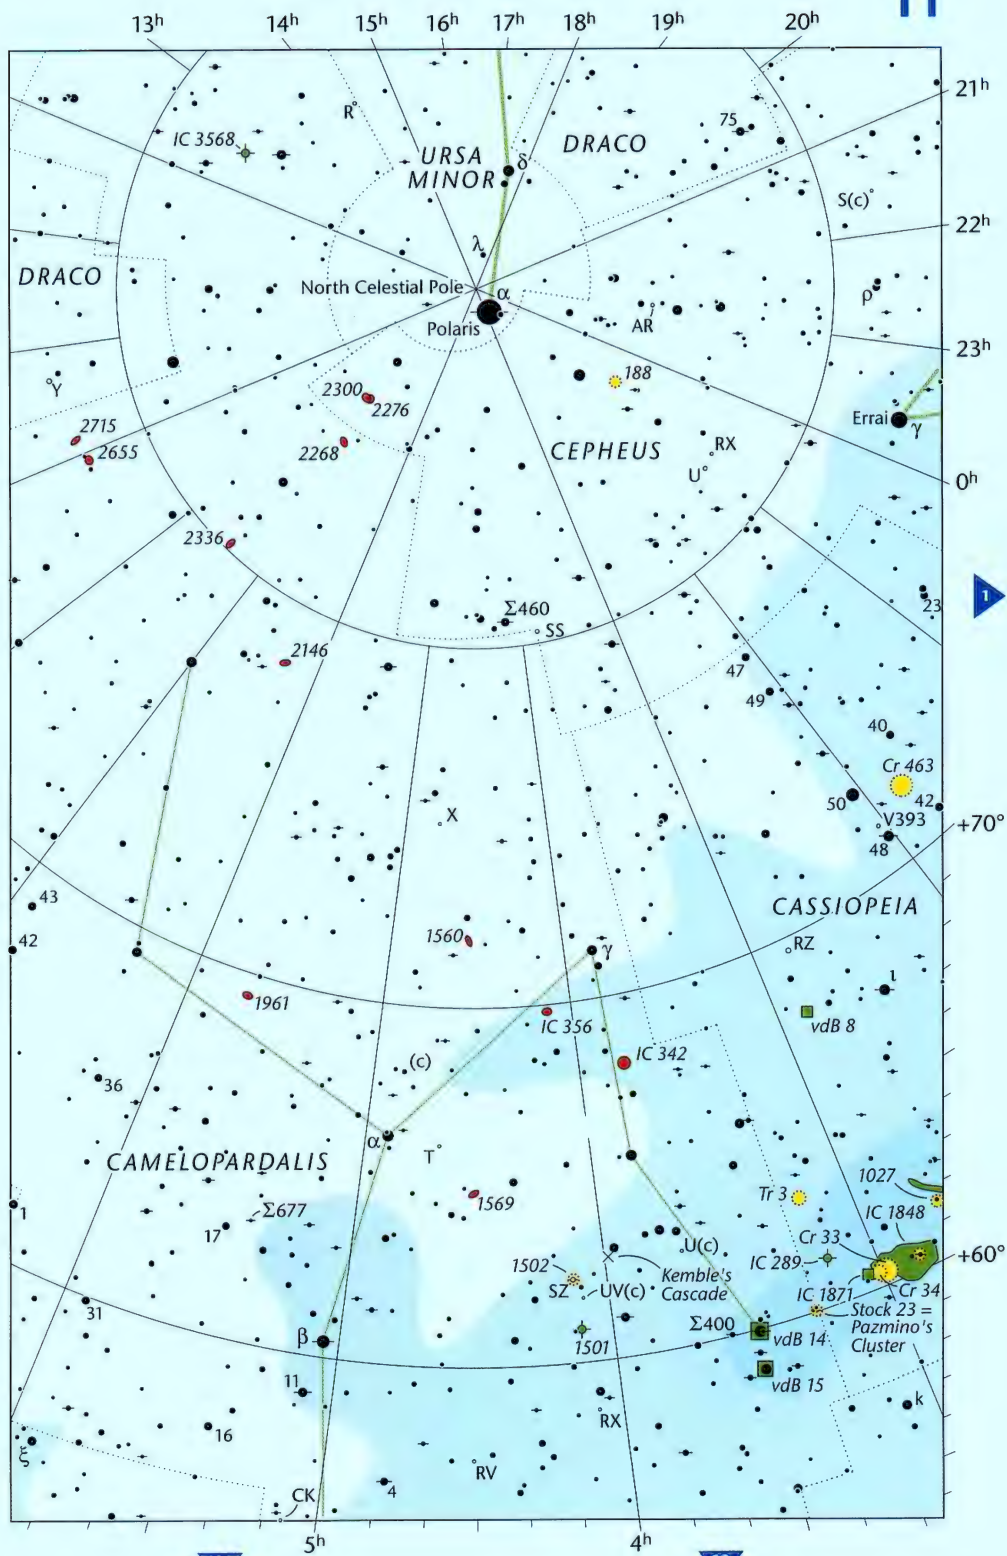 13h
14h
15h
16h
17h
18h
19h
20h
21h
R
IC 3568
URSA
MINOR
δ
DRACO
75
S(c)
22h
λ
DRACO
North Celestial Pole
α
Polaris
AR
ρ
23h
Y
2300
2276
188
Errai
γ
2715
2655
2268
CEPHEUS
RX
U
0h
2336
1
Σ460
SS
23
2146
47
49
40
Cr 463
X
50
42
V393
48
+70°
43
42
CASSIOPEIA
1560
γ
RZ
ι
1961
IC 356
vdB 8
IC 342
(c)
36
α
T
CAMELOPARDALIS
1
Σ677
17
1569
Tr 3
1027
IC 1848
Cr 33
U(c)
IC 289
+60°
1502
SZ
UV(c)
Kemble's
Cascade
IC 1871
Cr 34
Stock 23 =
Pazmino's
Cluster
31
β
1501
Σ400
vdB 14
vdB 15
11
RX
k
16
ξ
RV
CK
4
5h
4h